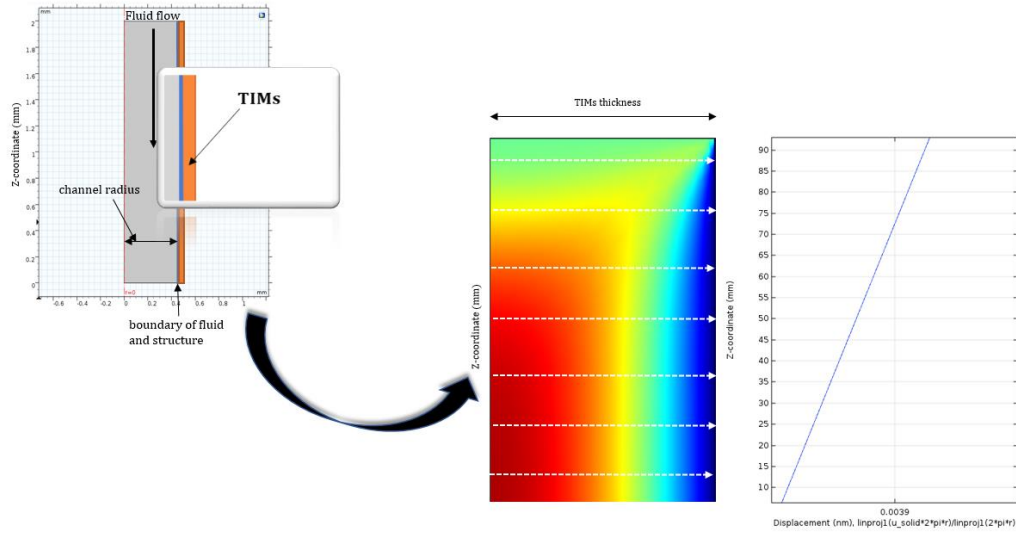 Fluid flow
mm
2
1.8
1.6
1.4
1.2
1
0.8
0.6
0.4
0.2
0
Z-coordinate (mm)
TIMs
channel radius
r=0
-0.6
-0.4
-0.2
0
0.2
0.4
0.6
0.8
1
mm
boundary of fluid
and structure
TIMs thickness
Z-coordinate (mm)
Z-coordinate (mm)
90
85
80
75
70
65
60
55
50
45
40
35
30
25
20
15
10
0.0039
Displacement (nm), linproj1(u_solid*2*pi*r)/linproj1(2*pi*r)